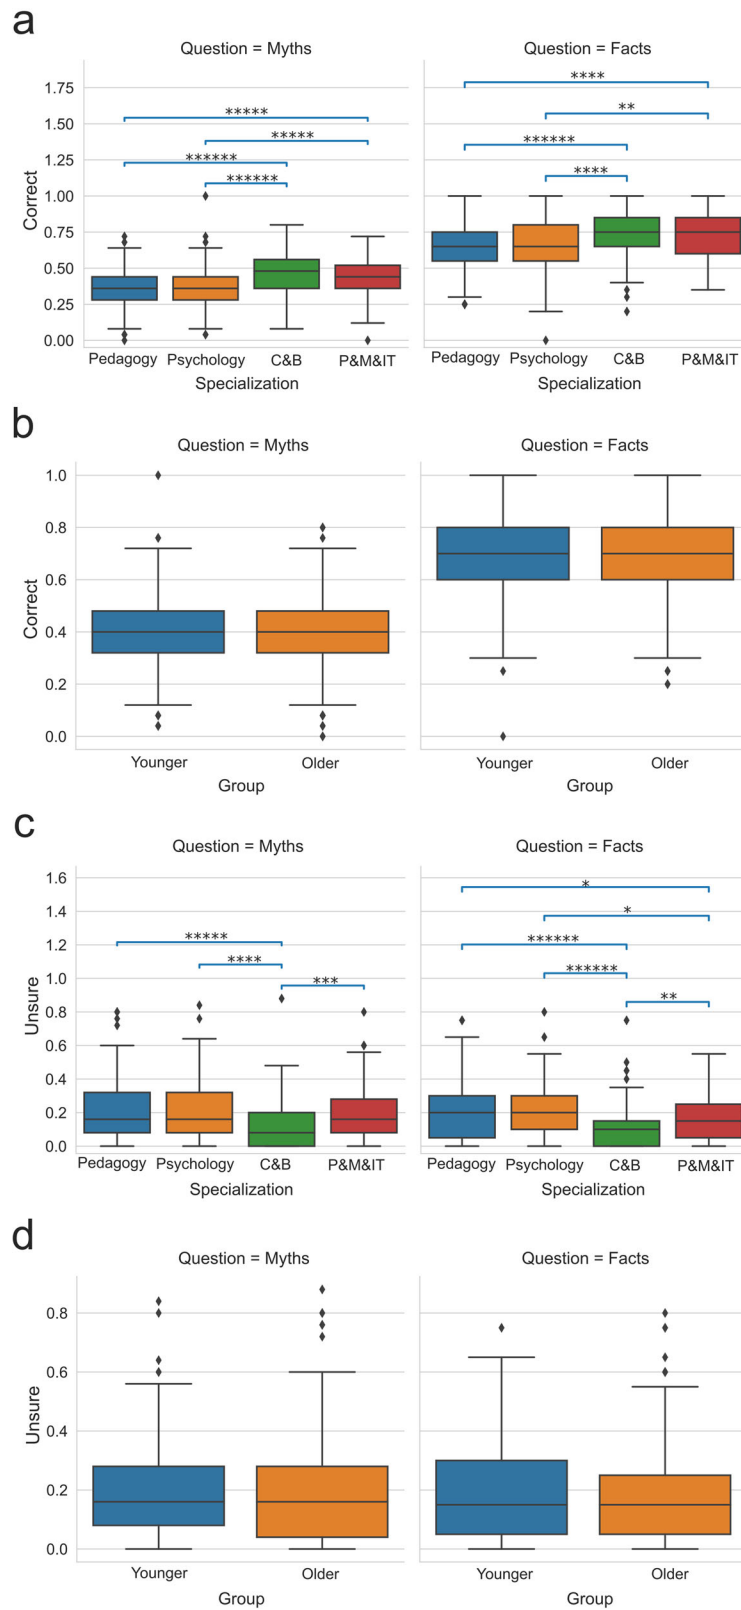 a
Question = Myths
Question = Facts
1.75
1.50
1.25
1.00
0.75
0.50
0.25
0.00
Correct
*****
*****
******
******
****
**
******
****
Pedagogy Psychology C&B P&M&IT
Pedagogy Psychology C&B P&M&IT
Specialization
Specialization
b
Question = Myths
Question = Facts
1.0
0.8
0.6
0.4
0.2
0.0
Correct
Younger Older
Younger Older
Group
Group
c
Question = Myths
Question = Facts
1.6
1.4
1.2
1.0
0.8
0.6
0.4
0.2
0.0
Unsure
*****
****
***
*
*
******
******
**
Pedagogy Psychology C&B P&M&IT
Pedagogy Psychology C&B P&M&IT
Specialization
Specialization
d
Question = Myths
Question = Facts
0.8
0.6
0.4
0.2
0.0
Unsure
Younger Older
Younger Older
Group
Group